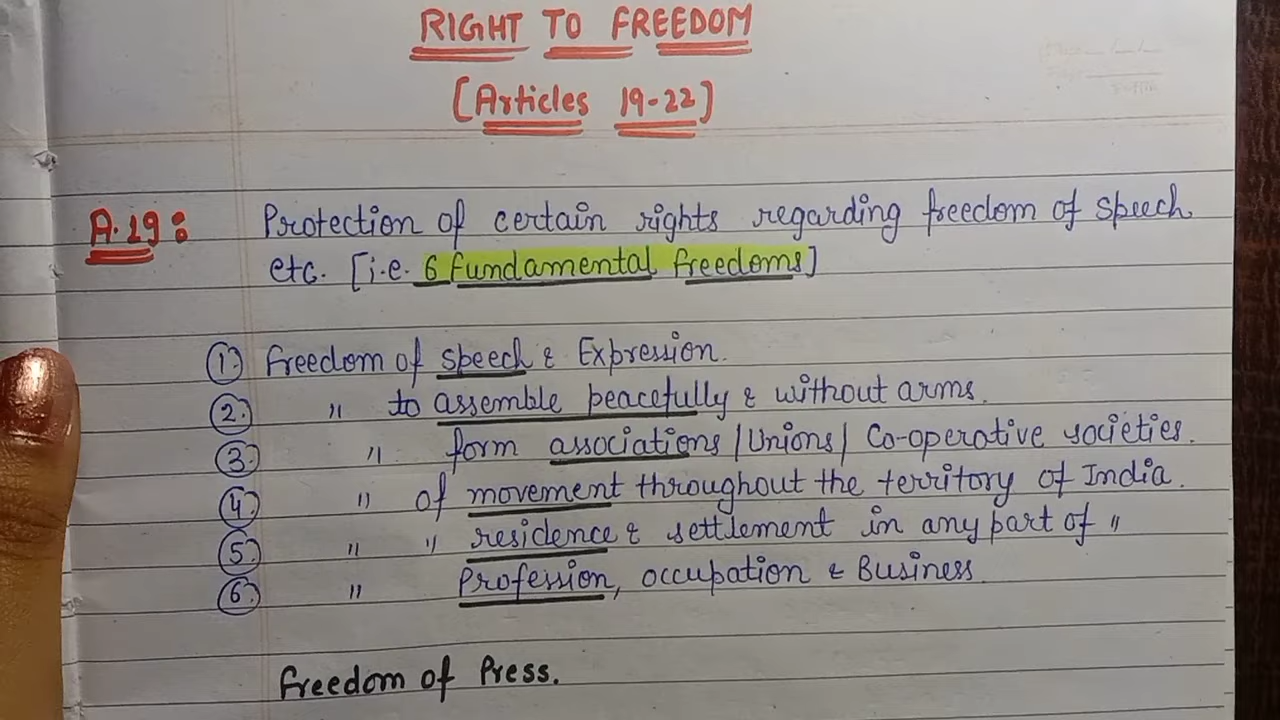 RIGHT TO FREEDOM
[Articles 19-22]
A.19: Protection of certain rights regarding freedom of speech
etc. [i.e. 6 fundamental freedoms]
1. Freedom of speech & Expression.
2. " to assemble peacefully & without arms.
3. " form associations/Unions/Co-operative societies.
4. " of movement throughout the territory of India.
5. " " residence & settlement in any part of "
6. " Profession, occupation & Business
Freedom of Press.